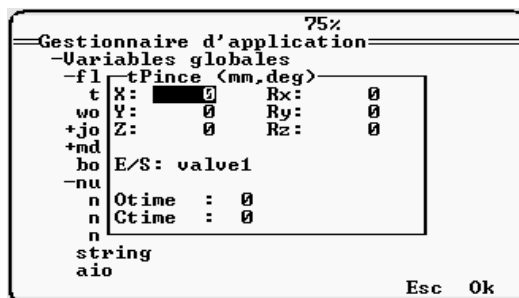 75%
Gestionnaire d'application
-Variables globales
-fl tPince (mm,deg)
t X: 0 Rx: 0
wo Y: 0 Ry: 0
+jo Z: 0 Rz: 0
+md
bo E/S: valve1
-nu
n Otime : 0
n Ctime : 0
n
string
aio
Esc Ok